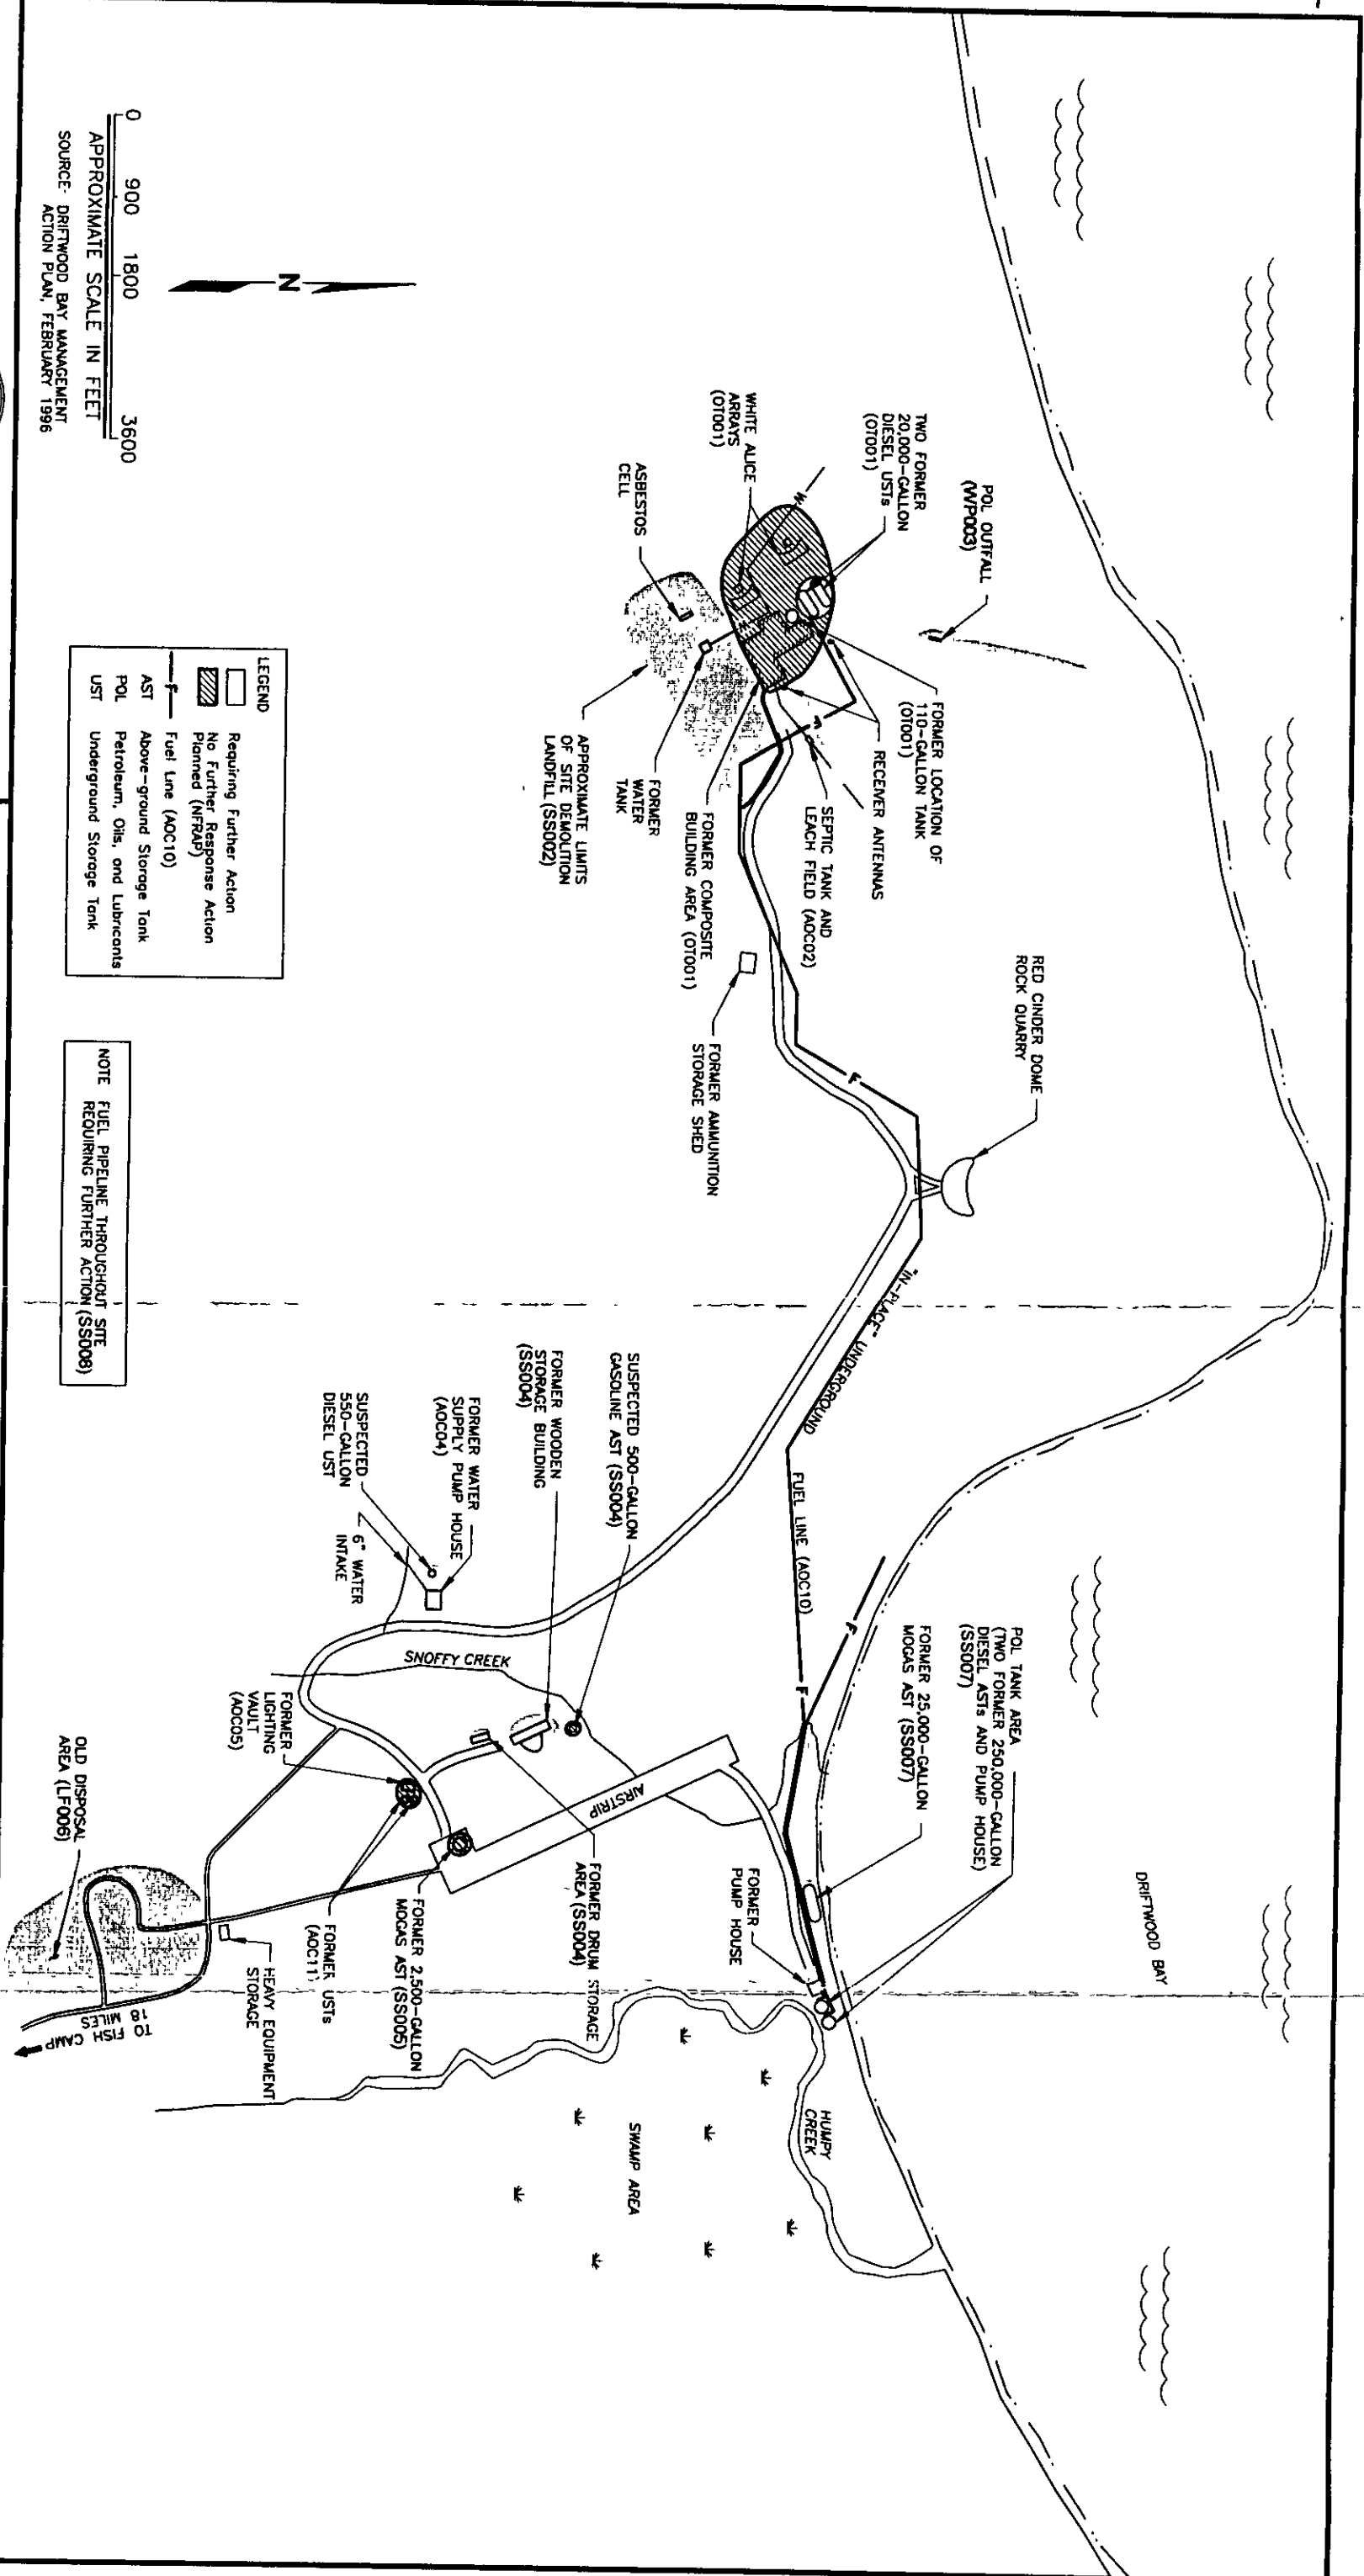 DRIFTWOOD BAY
POL OUTFALL
(WP003)
TWO FORMER
20,000-GALLON
DIESEL USTs
(OT001)
WHITE ALICE
ARRAYS
(OT001)
ASBESTOS
CELL
W
W
FORMER LOCATION OF
110-GALLON TANK
(OT001)
RECEIVER ANTENNAS
SEPTIC TANK AND
LEACH FIELD (AOC02)
FORMER COMPOSITE
BUILDING AREA (OT001)
FORMER
WATER
TANK
APPROXIMATE LIMITS
OF SITE DEMOLITION
LANDFILL (SS002)
F
RED CINDER DOME
ROCK QUARRY
FORMER AMMUNITION
STORAGE SHED
F
"IN-PLACE" UNDERGROUND
FUEL LINE (AOC10)
F
F
POL TANK AREA
(TWO FORMER 250,000-GALLON
DIESEL ASTs AND PUMP HOUSE)
(SS007)
FORMER 25,000-GALLON
MOGAS AST (SS007)
FORMER
PUMP HOUSE
HUMPY
CREEK
SWAMP AREA
SUSPECTED 500-GALLON
GASOLINE AST (SS004)
FORMER WOODEN
STORAGE BUILDING
(SS004)
FORMER WATER
SUPPLY PUMP HOUSE
(AOC04)
SUSPECTED
550-GALLON
DIESEL UST
6" WATER
INTAKE
SNOFFY CREEK
AIRSTRIP
FORMER DRUM STORAGE
AREA (SS004)
FORMER 2,500-GALLON
MOGAS AST (SS005)
FORMER USTs
(AOC11)
FORMER
LIGHTING
VAULT
(AOC05)
HEAVY EQUIPMENT
STORAGE
OLD DISPOSAL
AREA (LF006)
TO FISH CAMP
18 MILES
N
0 900 1800 3600
APPROXIMATE SCALE IN FEET
SOURCE: DRIFTWOOD BAY MANAGEMENT
ACTION PLAN, FEBRUARY 1996
LEGEND
Requiring Further Action
No Further Response Action
Planned (NFRAP)
F Fuel Line (AOC10)
AST Above-ground Storage Tank
POL Petroleum, Oils, and Lubricants
UST Underground Storage Tank
NOTE FUEL PIPELINE THROUGHOUT SITE
REQUIRING FURTHER ACTION (SS008)